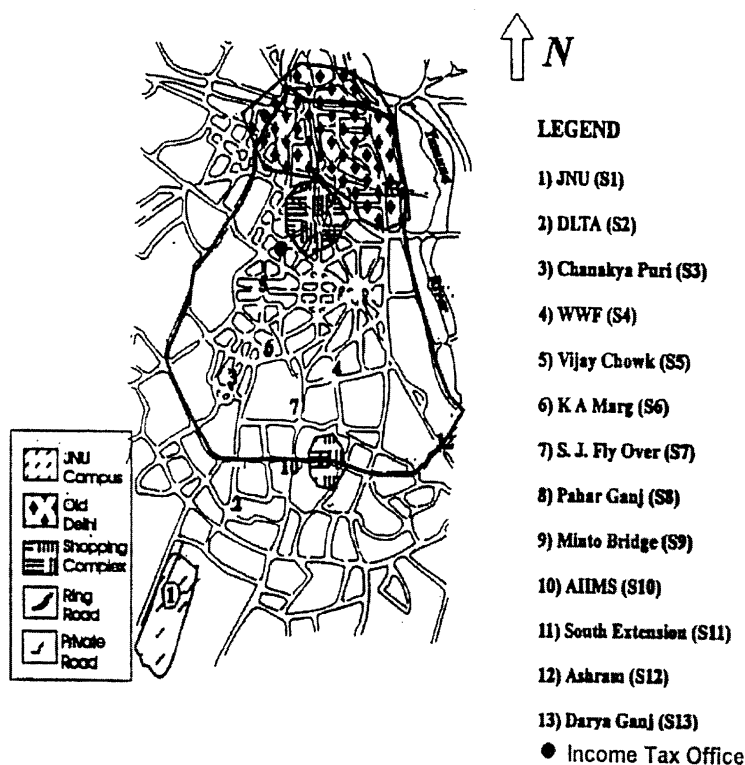 N
LEGEND
1) JNU (S1)
2) DLTA (S2)
3) Chanakya Puri (S3)
4) WWF (S4)
5) Vijay Chowk (S5)
6) K A Marg (S6)
7) S. J. Fly Over (S7)
8) Pahar Ganj (S8)
9) Minto Bridge (S9)
10) AIIMS (S10)
11) South Extension (S11)
12) Ashram (S12)
13) Darya Ganj (S13)
Income Tax Office
River
6
3
4
7
10
2
1
JNU
Campus
Old
Delhi
Shopping
Complex
Ring
Road
Private
Road